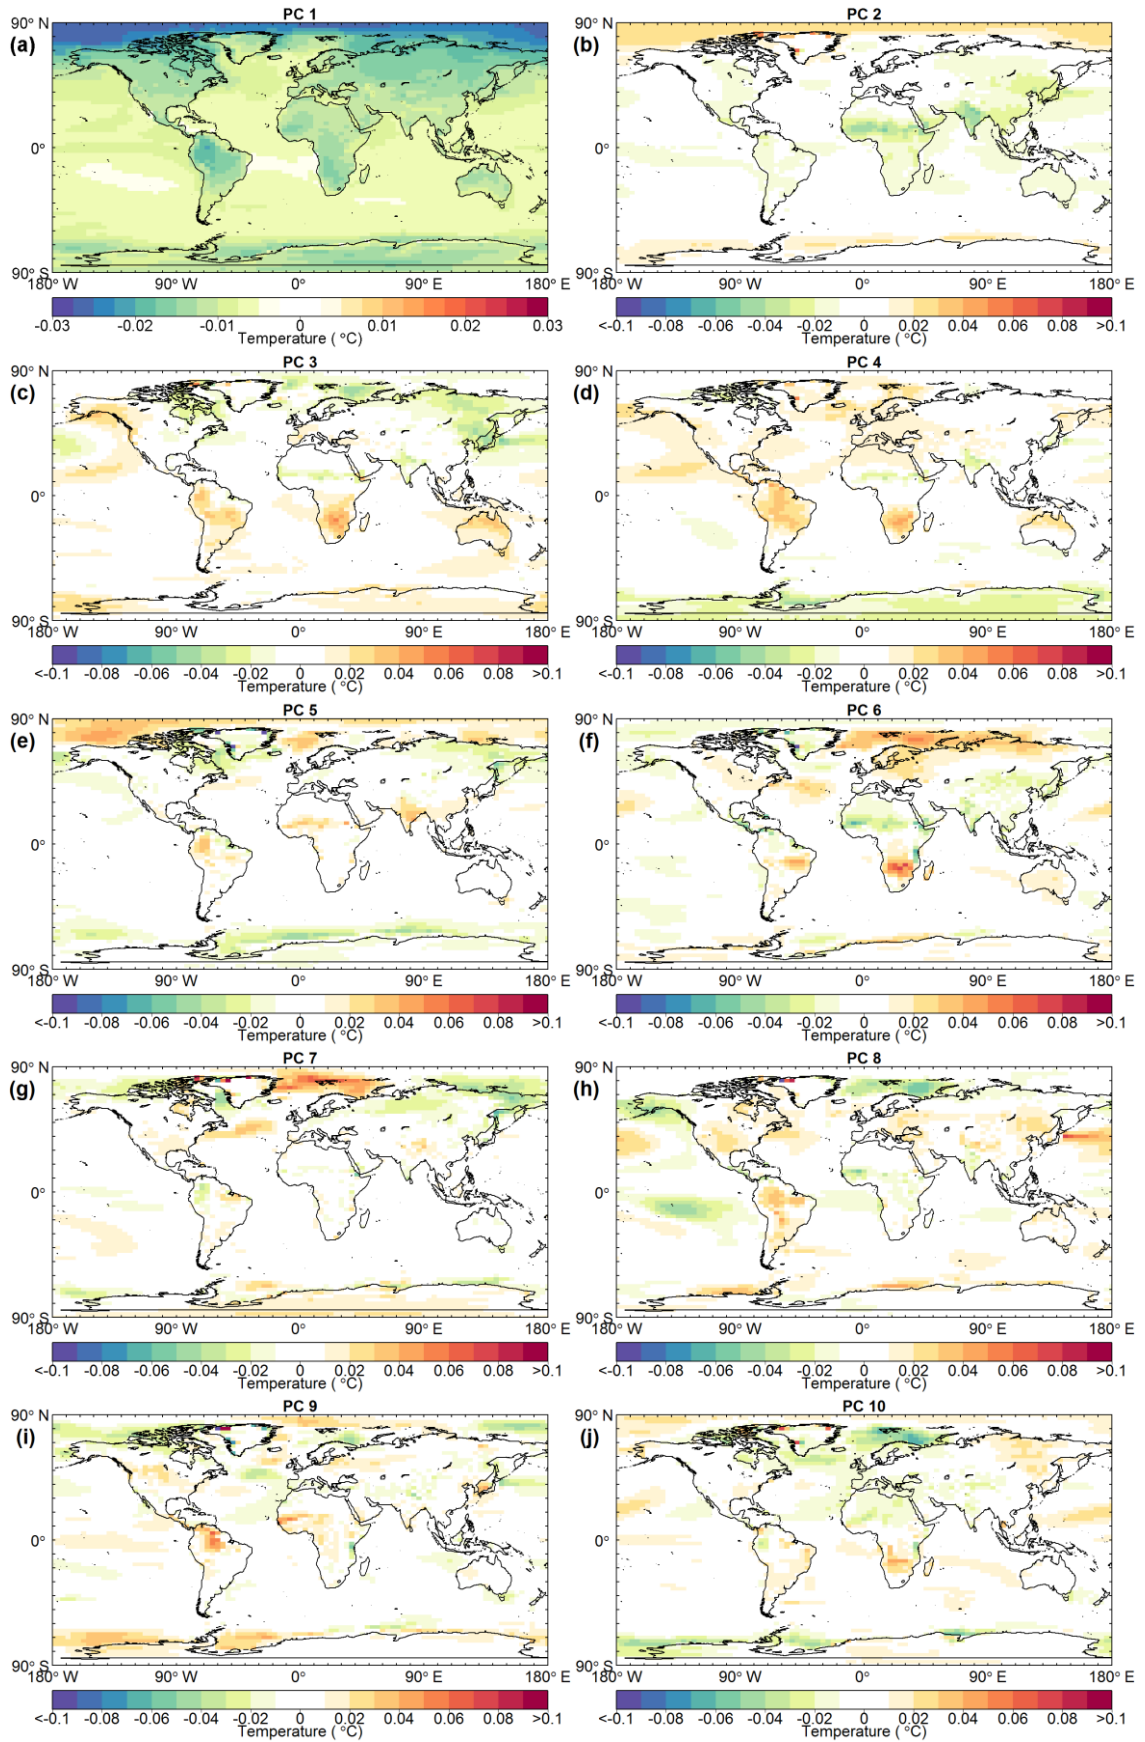 PC 1
PC 2
90° N
(a)
0°
90° S
180° W
90° W
0°
90° E
180° E
-0.03
-0.02
-0.01
0
0.01
0.02
0.03
Temperature ( °C)
90° N
(b)
0°
90° S
180° W
90° W
0°
90° E
180° E
<-0.1
-0.08
-0.06
-0.04
-0.02
0
0.02
0.04
0.06
0.08
>0.1
Temperature ( °C)
PC 3
PC 4
90° N
(c)
0°
90° S
180° W
90° W
0°
90° E
180° E
<-0.1
-0.08
-0.06
-0.04
-0.02
0
0.02
0.04
0.06
0.08
>0.1
Temperature ( °C)
90° N
(d)
0°
90° S
180° W
90° W
0°
90° E
180° E
<-0.1
-0.08
-0.06
-0.04
-0.02
0
0.02
0.04
0.06
0.08
>0.1
Temperature ( °C)
PC 5
PC 6
90° N
(e)
0°
90° S
180° W
90° W
0°
90° E
180° E
<-0.1
-0.08
-0.06
-0.04
-0.02
0
0.02
0.04
0.06
0.08
>0.1
Temperature ( °C)
90° N
(f)
0°
90° S
180° W
90° W
0°
90° E
180° E
<-0.1
-0.08
-0.06
-0.04
-0.02
0
0.02
0.04
0.06
0.08
>0.1
Temperature ( °C)
PC 7
PC 8
90° N
(g)
0°
90° S
180° W
90° W
0°
90° E
180° E
<-0.1
-0.08
-0.06
-0.04
-0.02
0
0.02
0.04
0.06
0.08
>0.1
Temperature ( °C)
90° N
(h)
0°
90° S
180° W
90° W
0°
90° E
180° E
<-0.1
-0.08
-0.06
-0.04
-0.02
0
0.02
0.04
0.06
0.08
>0.1
Temperature ( °C)
PC 9
PC 10
90° N
(i)
0°
90° S
180° W
90° W
0°
90° E
180° E
<-0.1
-0.08
-0.06
-0.04
-0.02
0
0.02
0.04
0.06
0.08
>0.1
Temperature ( °C)
90° N
(j)
0°
90° S
180° W
90° W
0°
90° E
180° E
<-0.1
-0.08
-0.06
-0.04
-0.02
0
0.02
0.04
0.06
0.08
>0.1
Temperature ( °C)